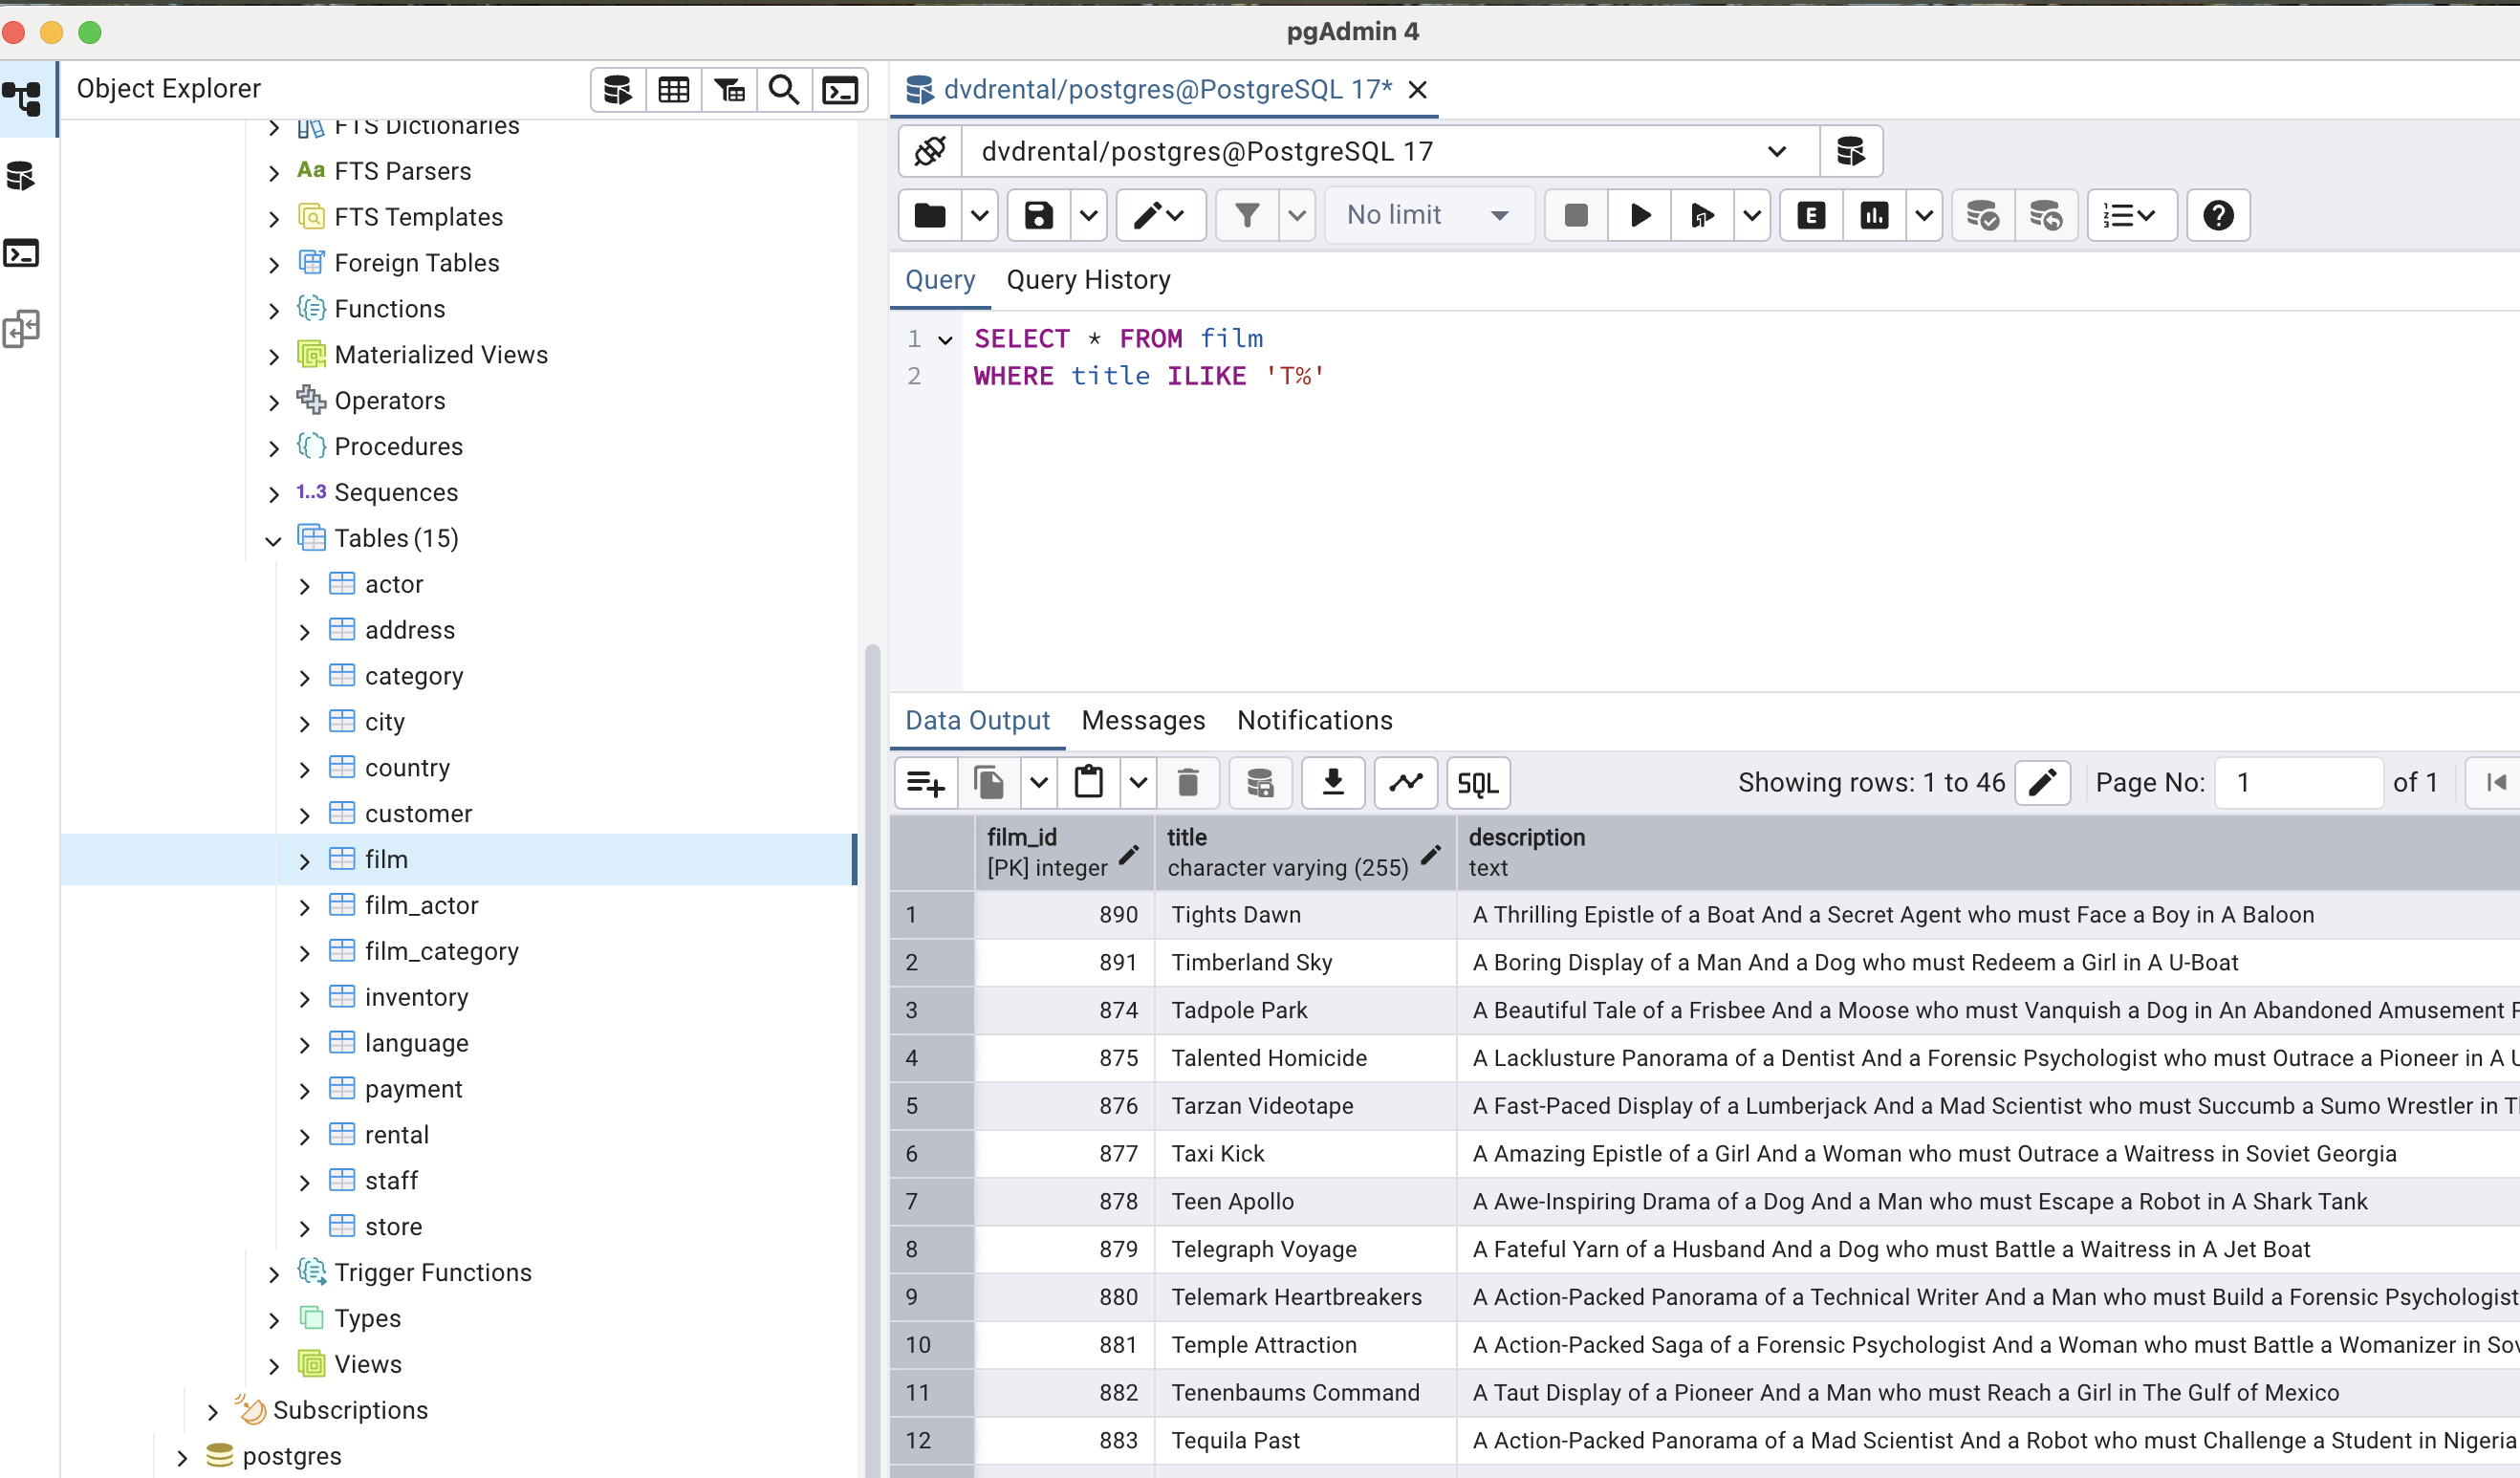 pgAdmin 4
Object Explorer
FTS Dictionaries
Aa FTS Parsers
FTS Templates
Foreign Tables
Functions
Materialized Views
Operators
Procedures
1..3 Sequences
Tables (15)
actor
address
category
city
country
customer
film
film_actor
film_category
inventory
language
payment
rental
staff
store
Trigger Functions
Types
Views
Subscriptions
postgres
dvdrental/postgres@PostgreSQL 17*
dvdrental/postgres@PostgreSQL 17
No limit
E
Query Query History
1 SELECT * FROM film
2 WHERE title ILIKE 'T%'
Data Output Messages Notifications
SQL Showing rows: 1 to 46 Page No: 1 of 1
film_id title description
[PK] integer character varying (255) text
1 890 Tights Dawn A Thrilling Epistle of a Boat And a Secret Agent who must Face a Boy in A Baloon
2 891 Timberland Sky A Boring Display of a Man And a Dog who must Redeem a Girl in A U-Boat
3 874 Tadpole Park A Beautiful Tale of a Frisbee And a Moose who must Vanquish a Dog in An Abandoned Amusement
4 875 Talented Homicide A Lacklusture Panorama of a Dentist And a Forensic Psychologist who must Outrace a Pioneer in A
5 876 Tarzan Videotape A Fast-Paced Display of a Lumberjack And a Mad Scientist who must Succumb a Sumo Wrestler in
6 877 Taxi Kick A Amazing Epistle of a Girl And a Woman who must Outrace a Waitress in Soviet Georgia
7 878 Teen Apollo A Awe-Inspiring Drama of a Dog And a Man who must Escape a Robot in A Shark Tank
8 879 Telegraph Voyage A Fateful Yarn of a Husband And a Dog who must Battle a Waitress in A Jet Boat
9 880 Telemark Heartbreakers A Action-Packed Panorama of a Technical Writer And a Man who must Build a Forensic Psychologist
10 881 Temple Attraction A Action-Packed Saga of a Forensic Psychologist And a Woman who must Battle a Womanizer in
11 882 Tenenbaums Command A Taut Display of a Pioneer And a Man who must Reach a Girl in The Gulf of Mexico
12 883 Tequila Past A Action-Packed Panorama of a Mad Scientist And a Robot who must Challenge a Student in Nigeria